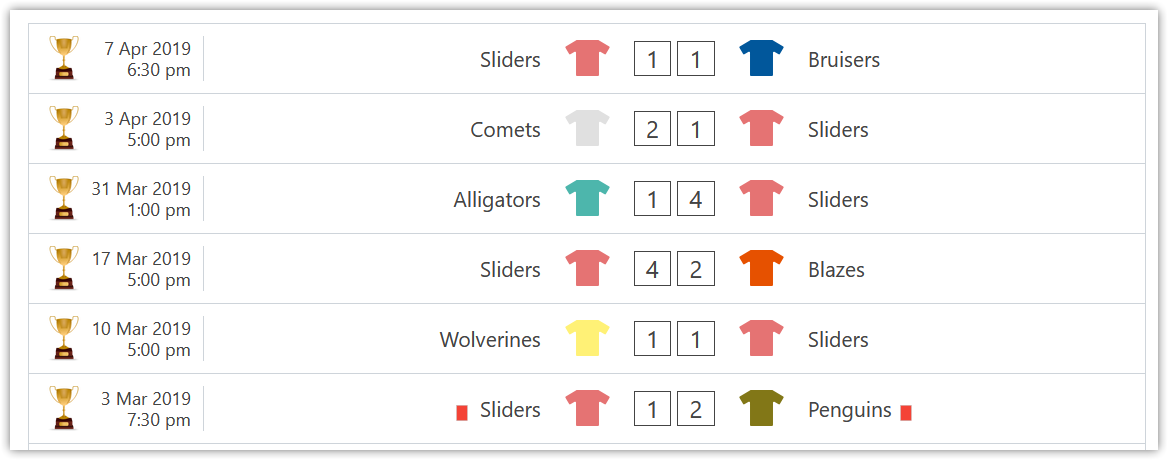 7 Apr 2019
6:30 pm
Sliders 1 1 Bruisers
3 Apr 2019
5:00 pm
Comets 2 1 Sliders
31 Mar 2019
1:00 pm
Alligators 1 4 Sliders
17 Mar 2019
5:00 pm
Sliders 4 2 Blazes
10 Mar 2019
5:00 pm
Wolverines 1 1 Sliders
3 Mar 2019
7:30 pm
Sliders 1 2 Penguins